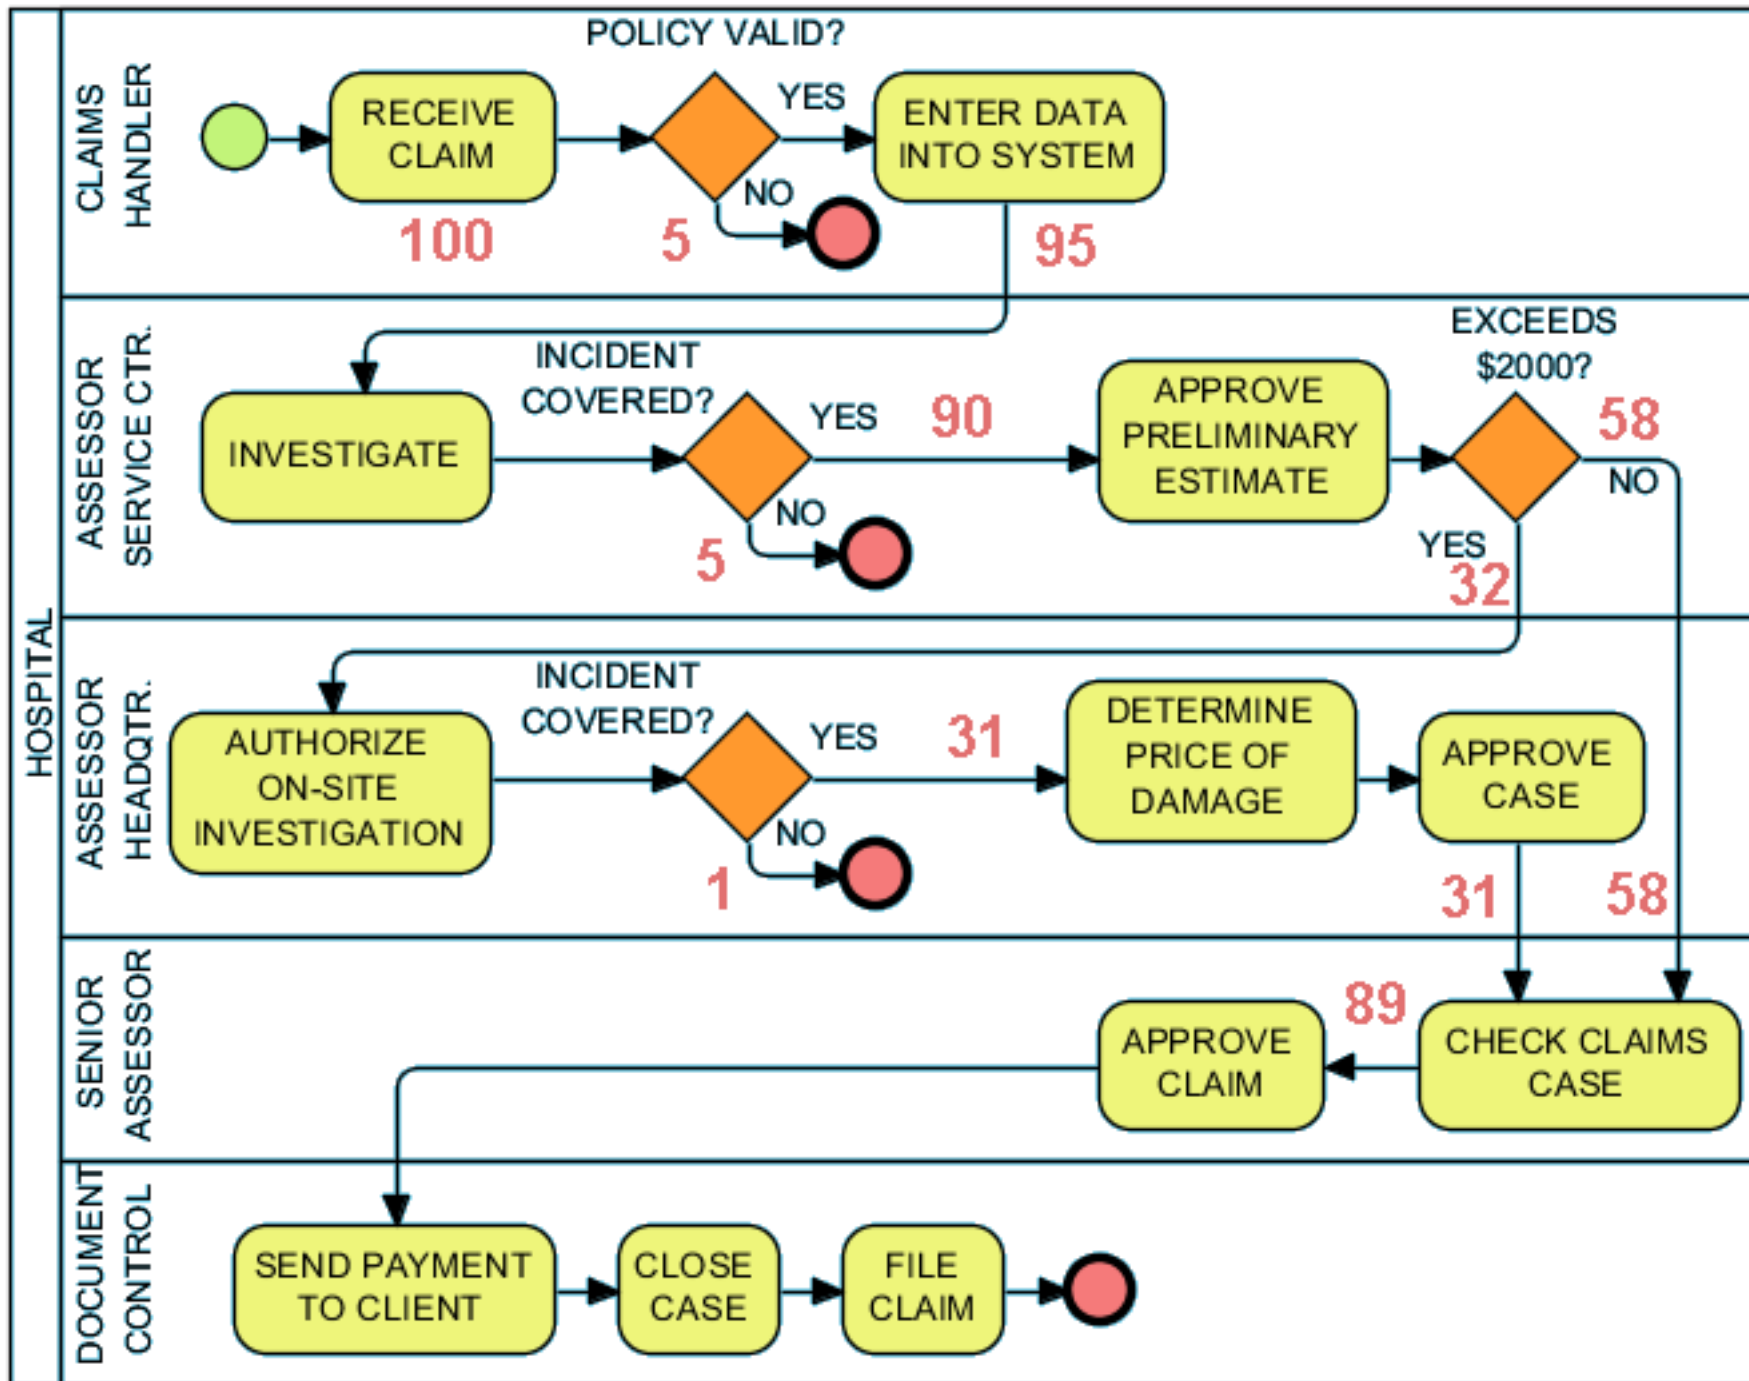 HOSPITAL
CLAIMS
HANDLER
POLICY VALID?
RECEIVE
CLAIM
100
YES
NO
5
ENTER DATA
INTO SYSTEM
95
ASSESSOR
SERVICE CTR.
INVESTIGATE
INCIDENT
COVERED?
YES
90
NO
5
APPROVE
PRELIMINARY
ESTIMATE
EXCEEDS
$2000?
58
NO
YES
32
ASSESSOR
HEADQTR.
AUTHORIZE
ON-SITE
INVESTIGATION
INCIDENT
COVERED?
YES
31
NO
1
DETERMINE
PRICE OF
DAMAGE
APPROVE
CASE
31
58
SENIOR
ASSESSOR
APPROVE
CLAIM
89
CHECK CLAIMS
CASE
DOCUMENT
CONTROL
SEND PAYMENT
TO CLIENT
CLOSE
CASE
FILE
CLAIM